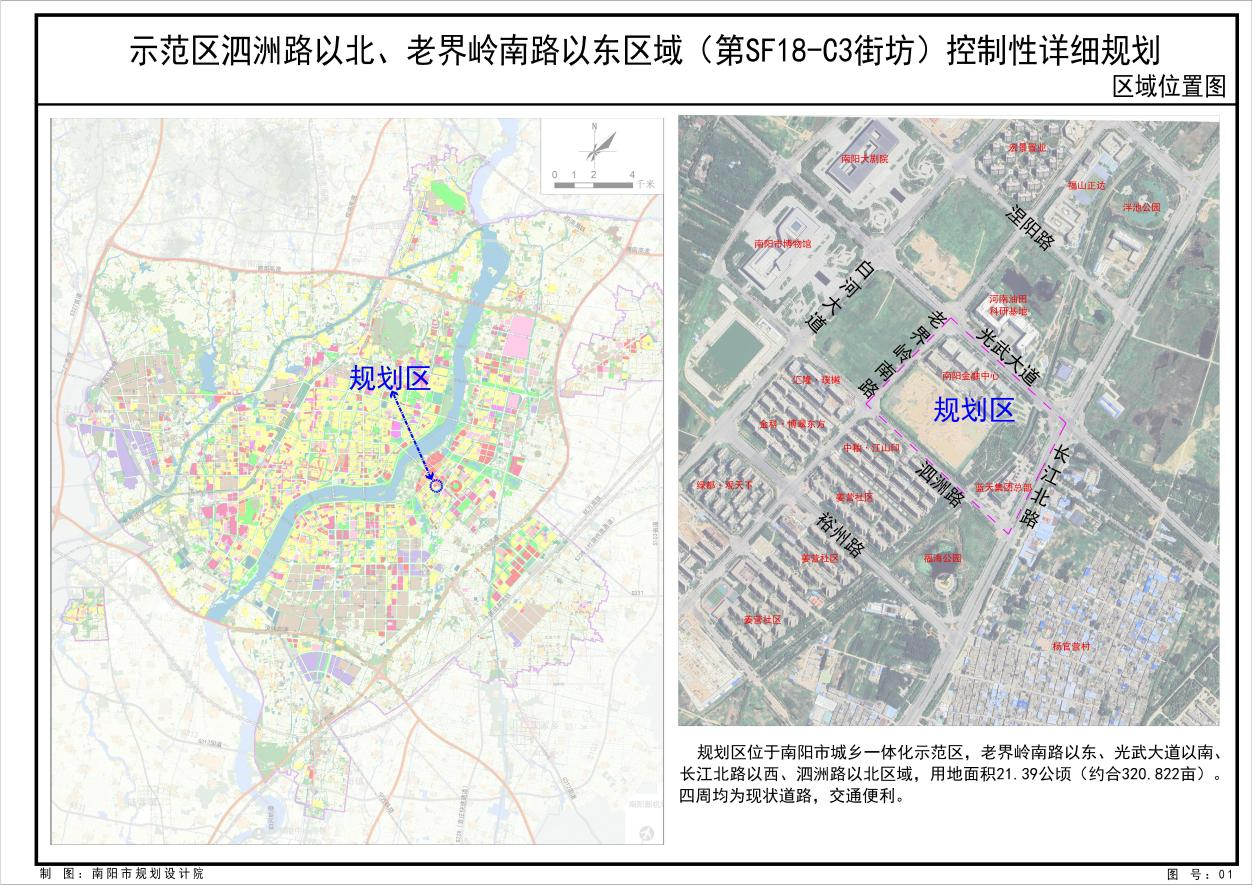 示范区泗洲路以北、老界岭南路以东区域（第SF18-C3街坊）控制性详细规划
区域位置图
N
0 1 2 4
千米
规划区
南阳大剧院
福山正达
泮池公园
涅阳路
南阳市博物馆
白河大道
河南油田
科研基地
老界岭南路
光武大道
南阳金融中心
汇隆·璞樾
规划区
金科·博翠东方
中粮·江山印
长江北路
泗洲路
蓝天集团总部
绿都·观天下
姜营社区
裕州路
姜营社区
福海公园
姜营社区
杨官营村
规划区位于南阳市城乡一体化示范区，老界岭南路以东、光武大道以南、
长江北路以西、泗洲路以北区域，用地面积21.39公顷（约合320.822亩）。
四周均为现状道路，交通便利。
制 图：南阳市规划设计院
图 号：01